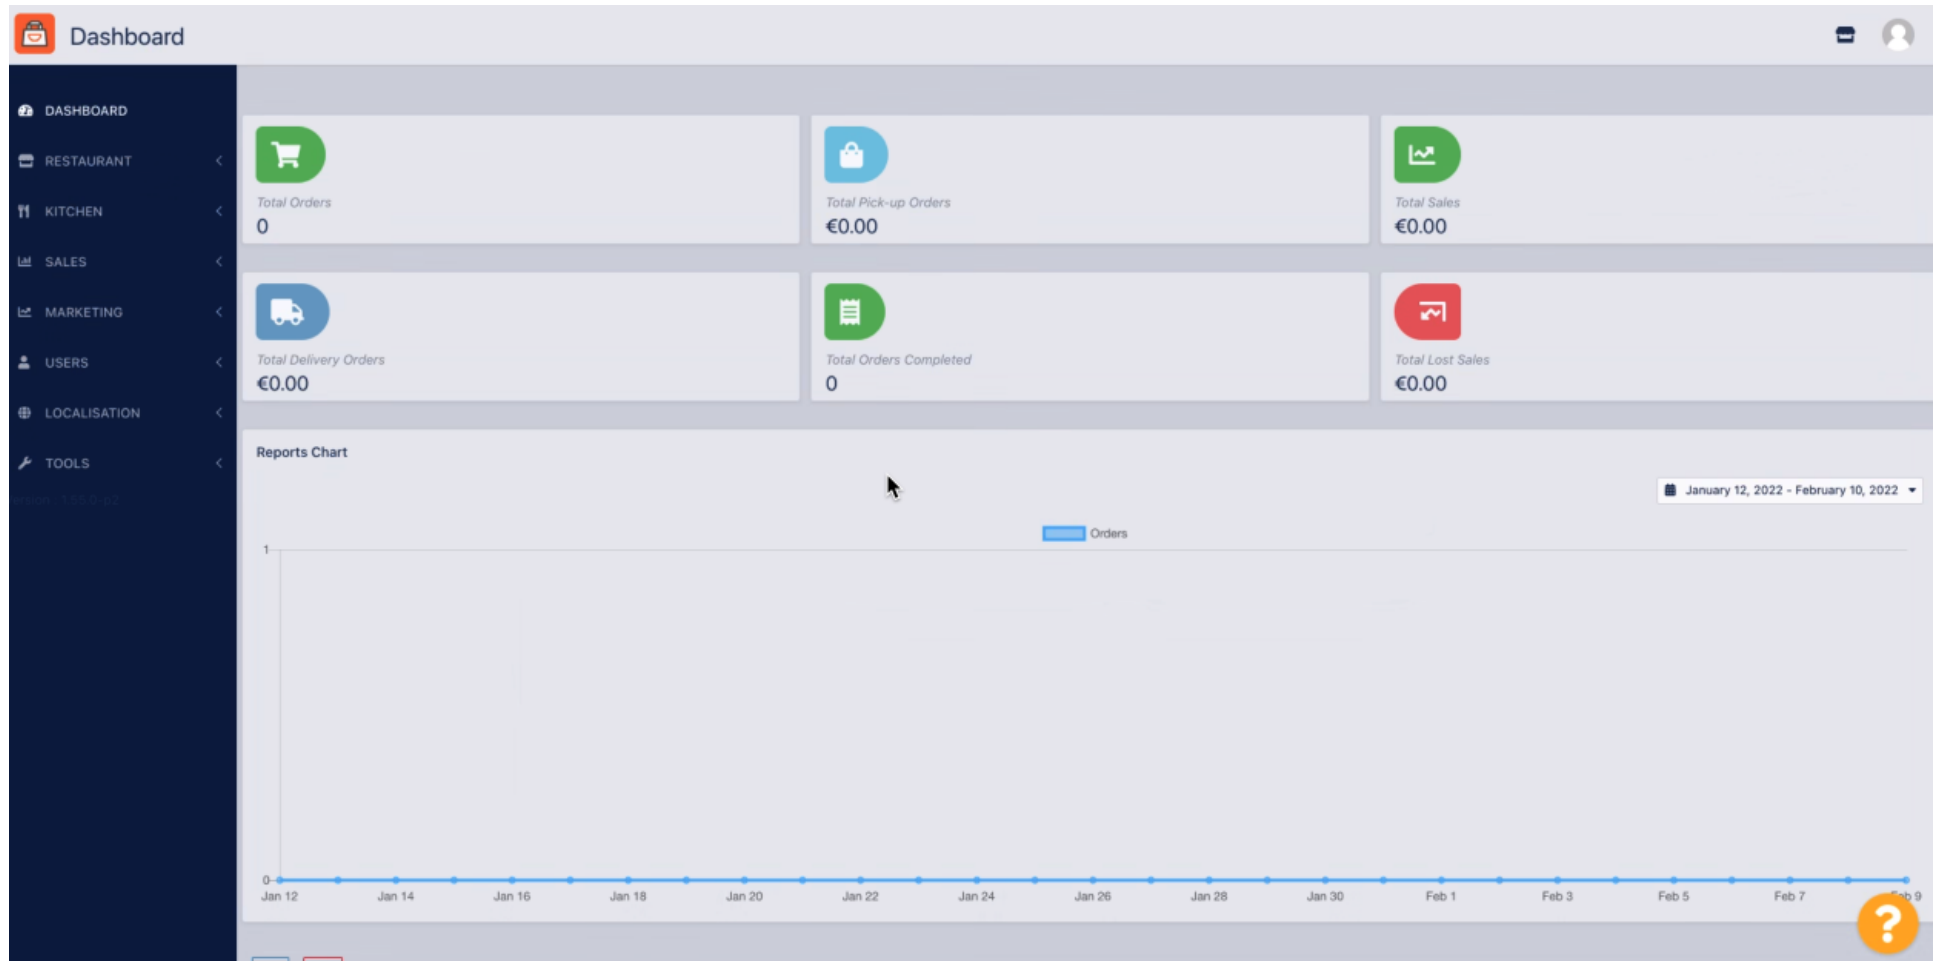 Dashboard
DASHBOARD
RESTAURANT
KITCHEN
SALES
MARKETING
USERS
LOCALISATION
TOOLS
Total Orders
0
Total Pick-up Orders
€0.00
Total Sales
€0.00
Total Delivery Orders
€0.00
Total Orders Completed
0
Total Lost Sales
€0.00
Reports Chart
January 12, 2022 - February 10, 2022
Orders
1
0
Jan 12 Jan 14 Jan 16 Jan 18 Jan 20 Jan 22 Jan 24 Jan 26 Jan 28 Jan 30 Feb 1 Feb 3 Feb 5 Feb 7 Feb 9
?